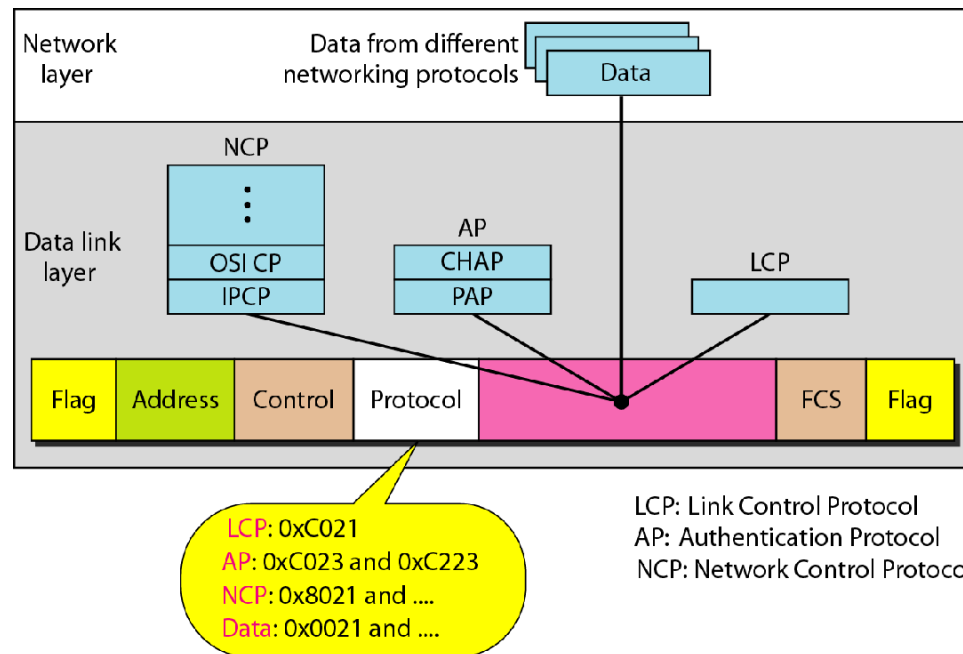 Network
layer
Data from different
networking protocols
Data
NCP
Data link
layer
OSI CP
IPCP
AP
CHAP
PAP
LCP
Flag
Address
Control
Protocol
FCS
Flag
LCP: 0xC021
AP: 0xC023 and 0xC223
NCP: 0x8021 and ....
Data: 0x0021 and ....
LCP: Link Control Protocol
AP: Authentication Protocol
NCP: Network Control Protoco